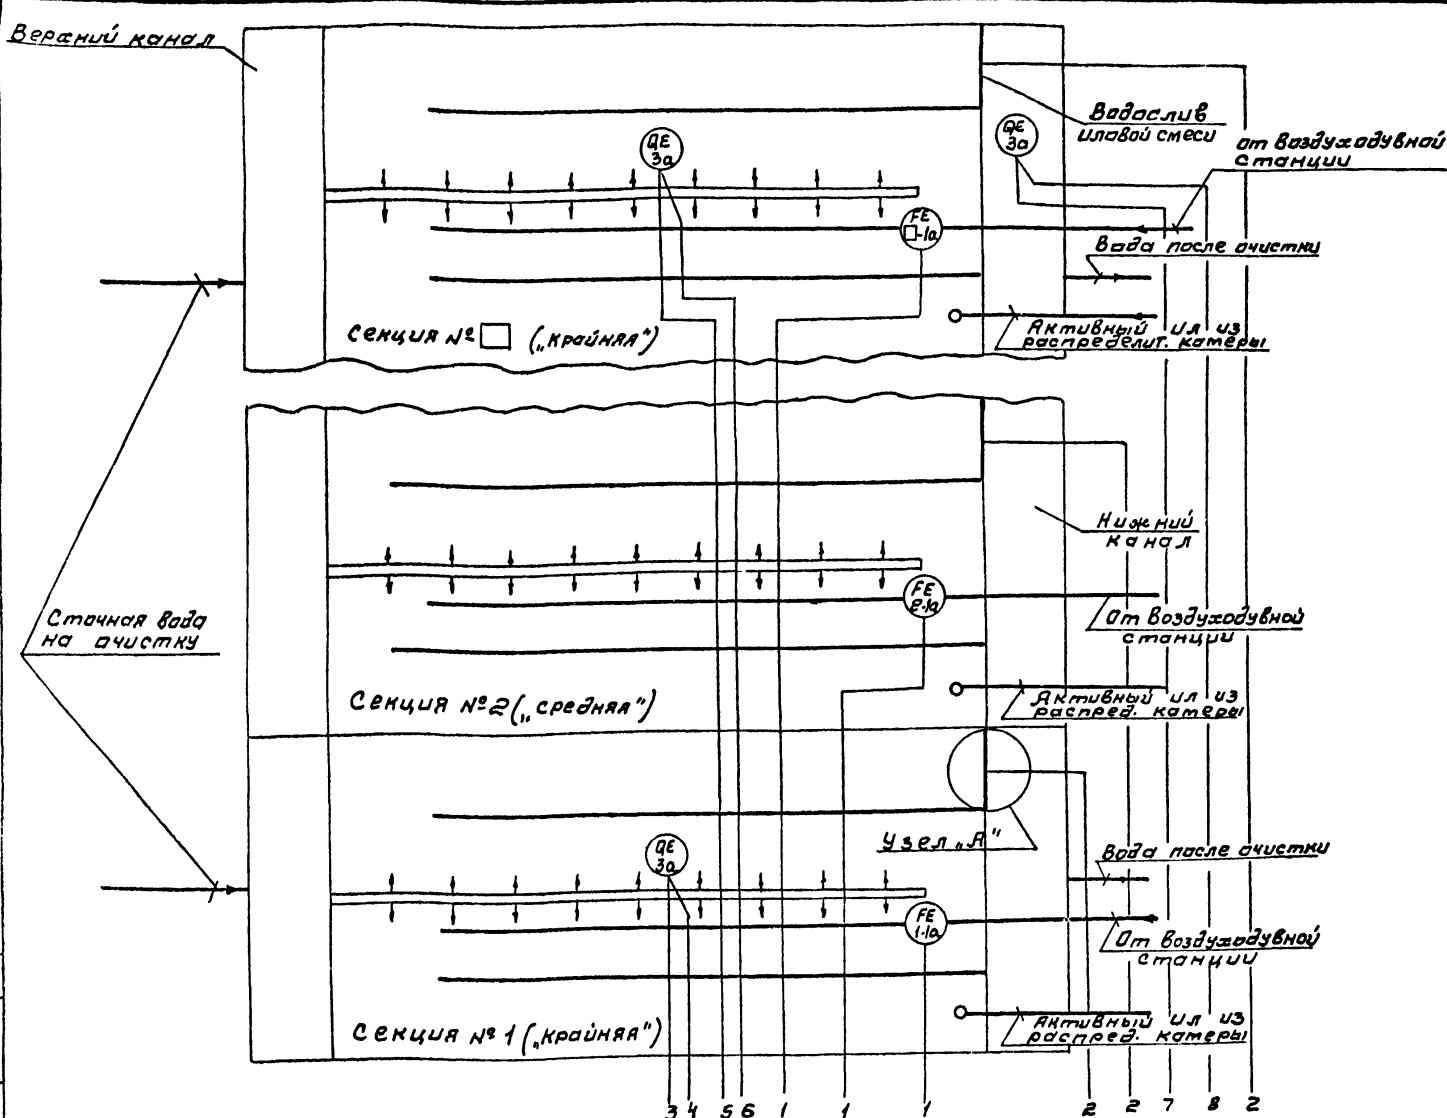 Верхний канал
Водослив
иловой смеси
QE
3а
QE
3а
от воздуходувной
станции
FE
□-1а
Вода после очистки
Секция № □ („крайняя")
Активный ил из
распределит. камеры
Нижний
канал
FE
2-1а
От воздуходувной
станции
Сточная вода
на очистку
Секция №2 („средняя")
Активный ил из
распред. камеры
Узел „А"
QE
3а
Вода после очистки
FE
1-1а
От воздуходувной
станции
Секция № 1 („крайняя")
Активный ил из
распред. камеры
3 4 5 6 1 1 1 2 2 7 8 2